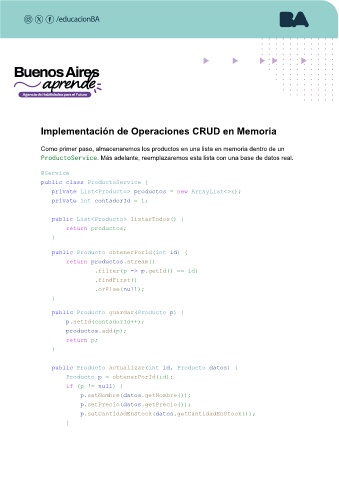 /educacionBA
BA
Buenos Aires
aprende
Agencia de Habilidades para el Futuro
Implementación de Operaciones CRUD en Memoria
Como primer paso, almacenaremos los productos en una lista en memoria dentro de un
ProductoService. Más adelante, reemplazaremos esta lista con una base de datos real.
@Service
public class ProductoService {
private List<Producto> productos = new ArrayList<>();
private int contadorId = 1;
public List<Producto> listarTodos() {
return productos;
}
public Producto obtenerPorId(int id) {
return productos.stream()
.filter(p -> p.getId() == id)
.findFirst()
.orElse(null);
}
public Producto guardar(Producto p) {
p.setId(contadorId++);
productos.add(p);
return p;
}
public Producto actualizar(int id, Producto datos) {
Producto p = obtenerPorId(id);
if (p != null) {
p.setNombre(datos.getNombre());
p.setPrecio(datos.getPrecio());
p.setCantidadEnStock(datos.getCantidadEnStock());
}